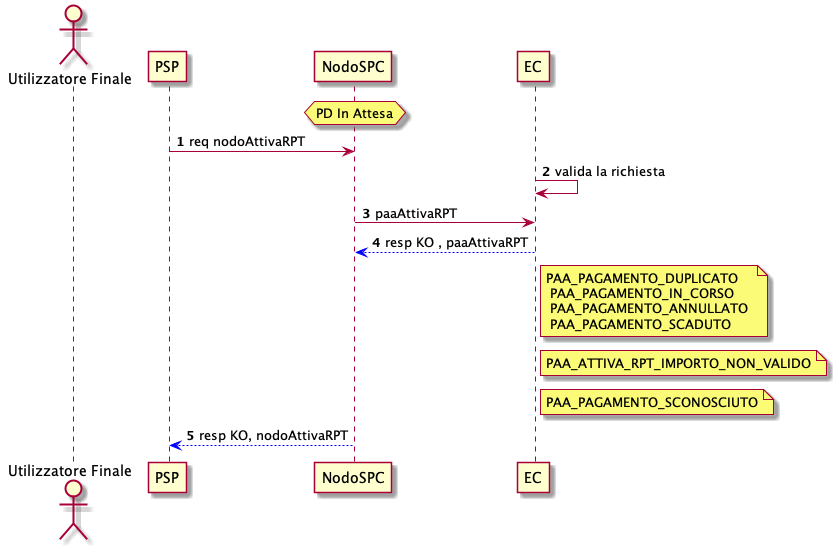 Utilizzatore Finale
PSP
NodoSPC
EC
PD In Attesa
1 req nodoAttivaRPT
2 valida la richiesta
3 paaAttivaRPT
4 resp KO , paaAttivaRPT
PAA_PAGAMENTO_DUPLICATO
PAA_PAGAMENTO_IN_CORSO
PAA_PAGAMENTO_ANNULLATO
PAA_PAGAMENTO_SCADUTO
PAA_ATTIVA_RPT_IMPORTO_NON_VALIDO
PAA_PAGAMENTO_SCONOSCIUTO
5 resp KO, nodoAttivaRPT
Utilizzatore Finale
PSP
NodoSPC
EC